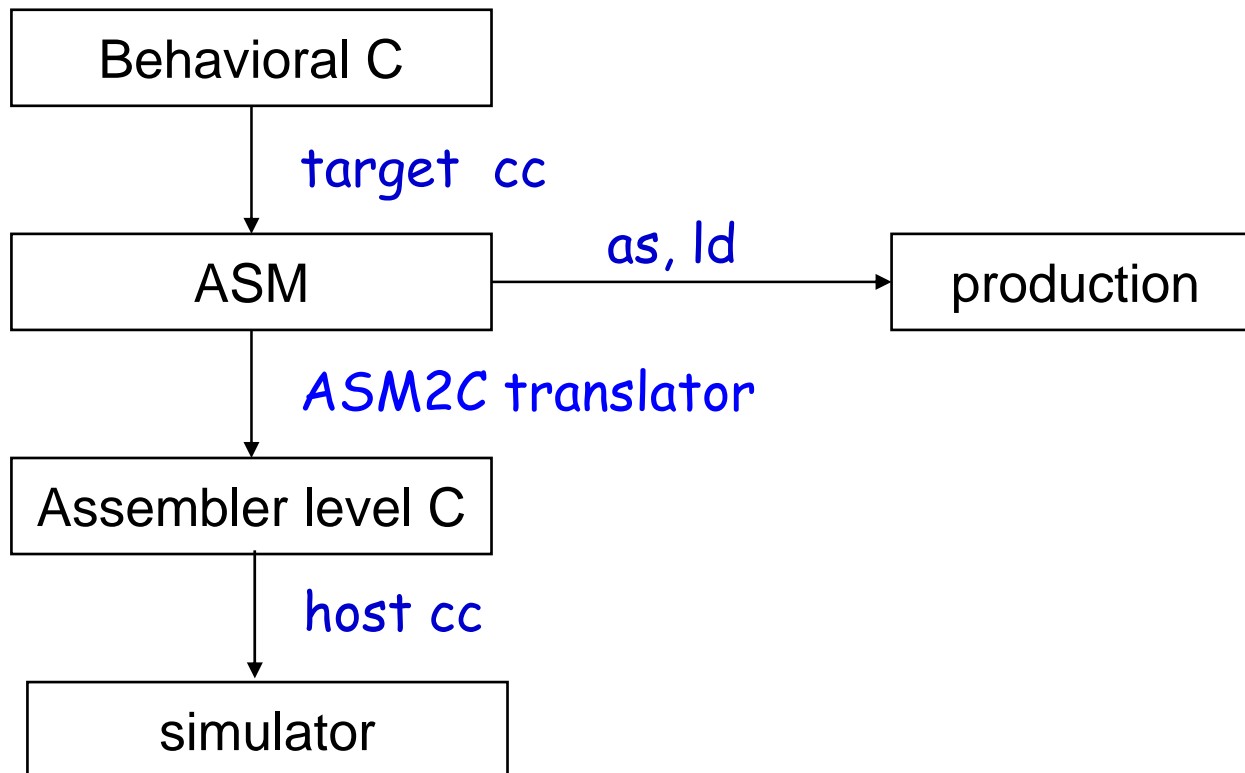 Behavioral C
target cc
as, ld
ASM
production
ASM2C translator
Assembler level C
host cc
simulator